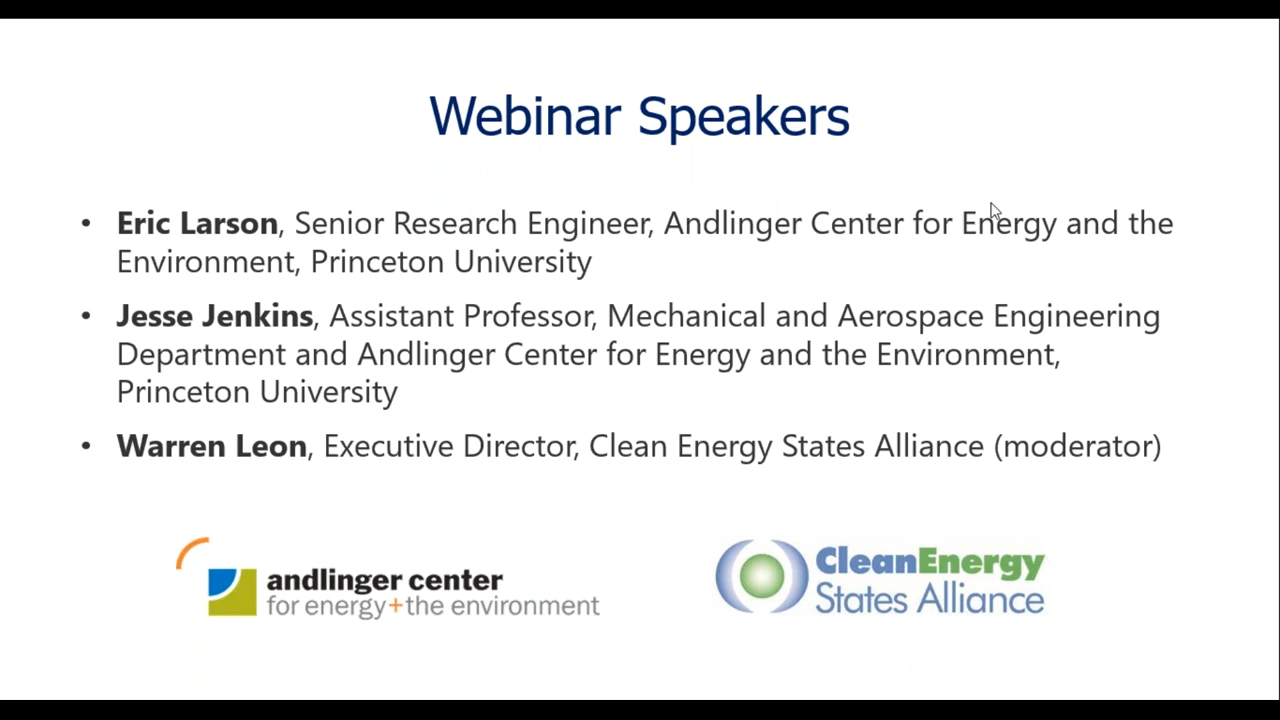 Webinar Speakers
• Eric Larson, Senior Research Engineer, Andlinger Center for Energy and the
Environment, Princeton University
• Jesse Jenkins, Assistant Professor, Mechanical and Aerospace Engineering
Department and Andlinger Center for Energy and the Environment,
Princeton University
• Warren Leon, Executive Director, Clean Energy States Alliance (moderator)
andlinger center
for energy+the environment
CleanEnergy
States Alliance